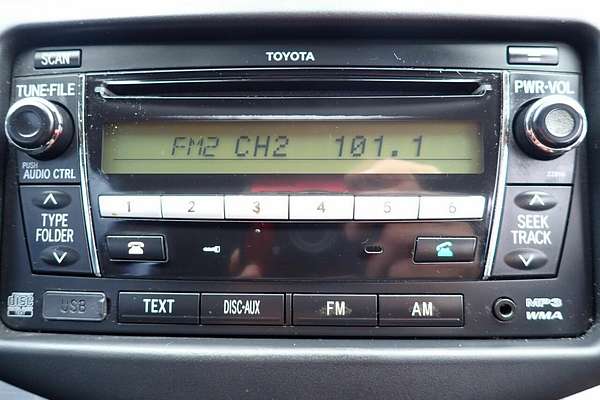 SCAN
TOYOTA
TUNE•FILE
PWR•VOL
FM2 CH2 101.1
PUSH
AUDIO CTRL
1 2 3 4 5 6
TYPE
FOLDER
SEEK
TRACK
disc
USB
TEXT
DISC•AUX
FM
AM
MP3
WMA